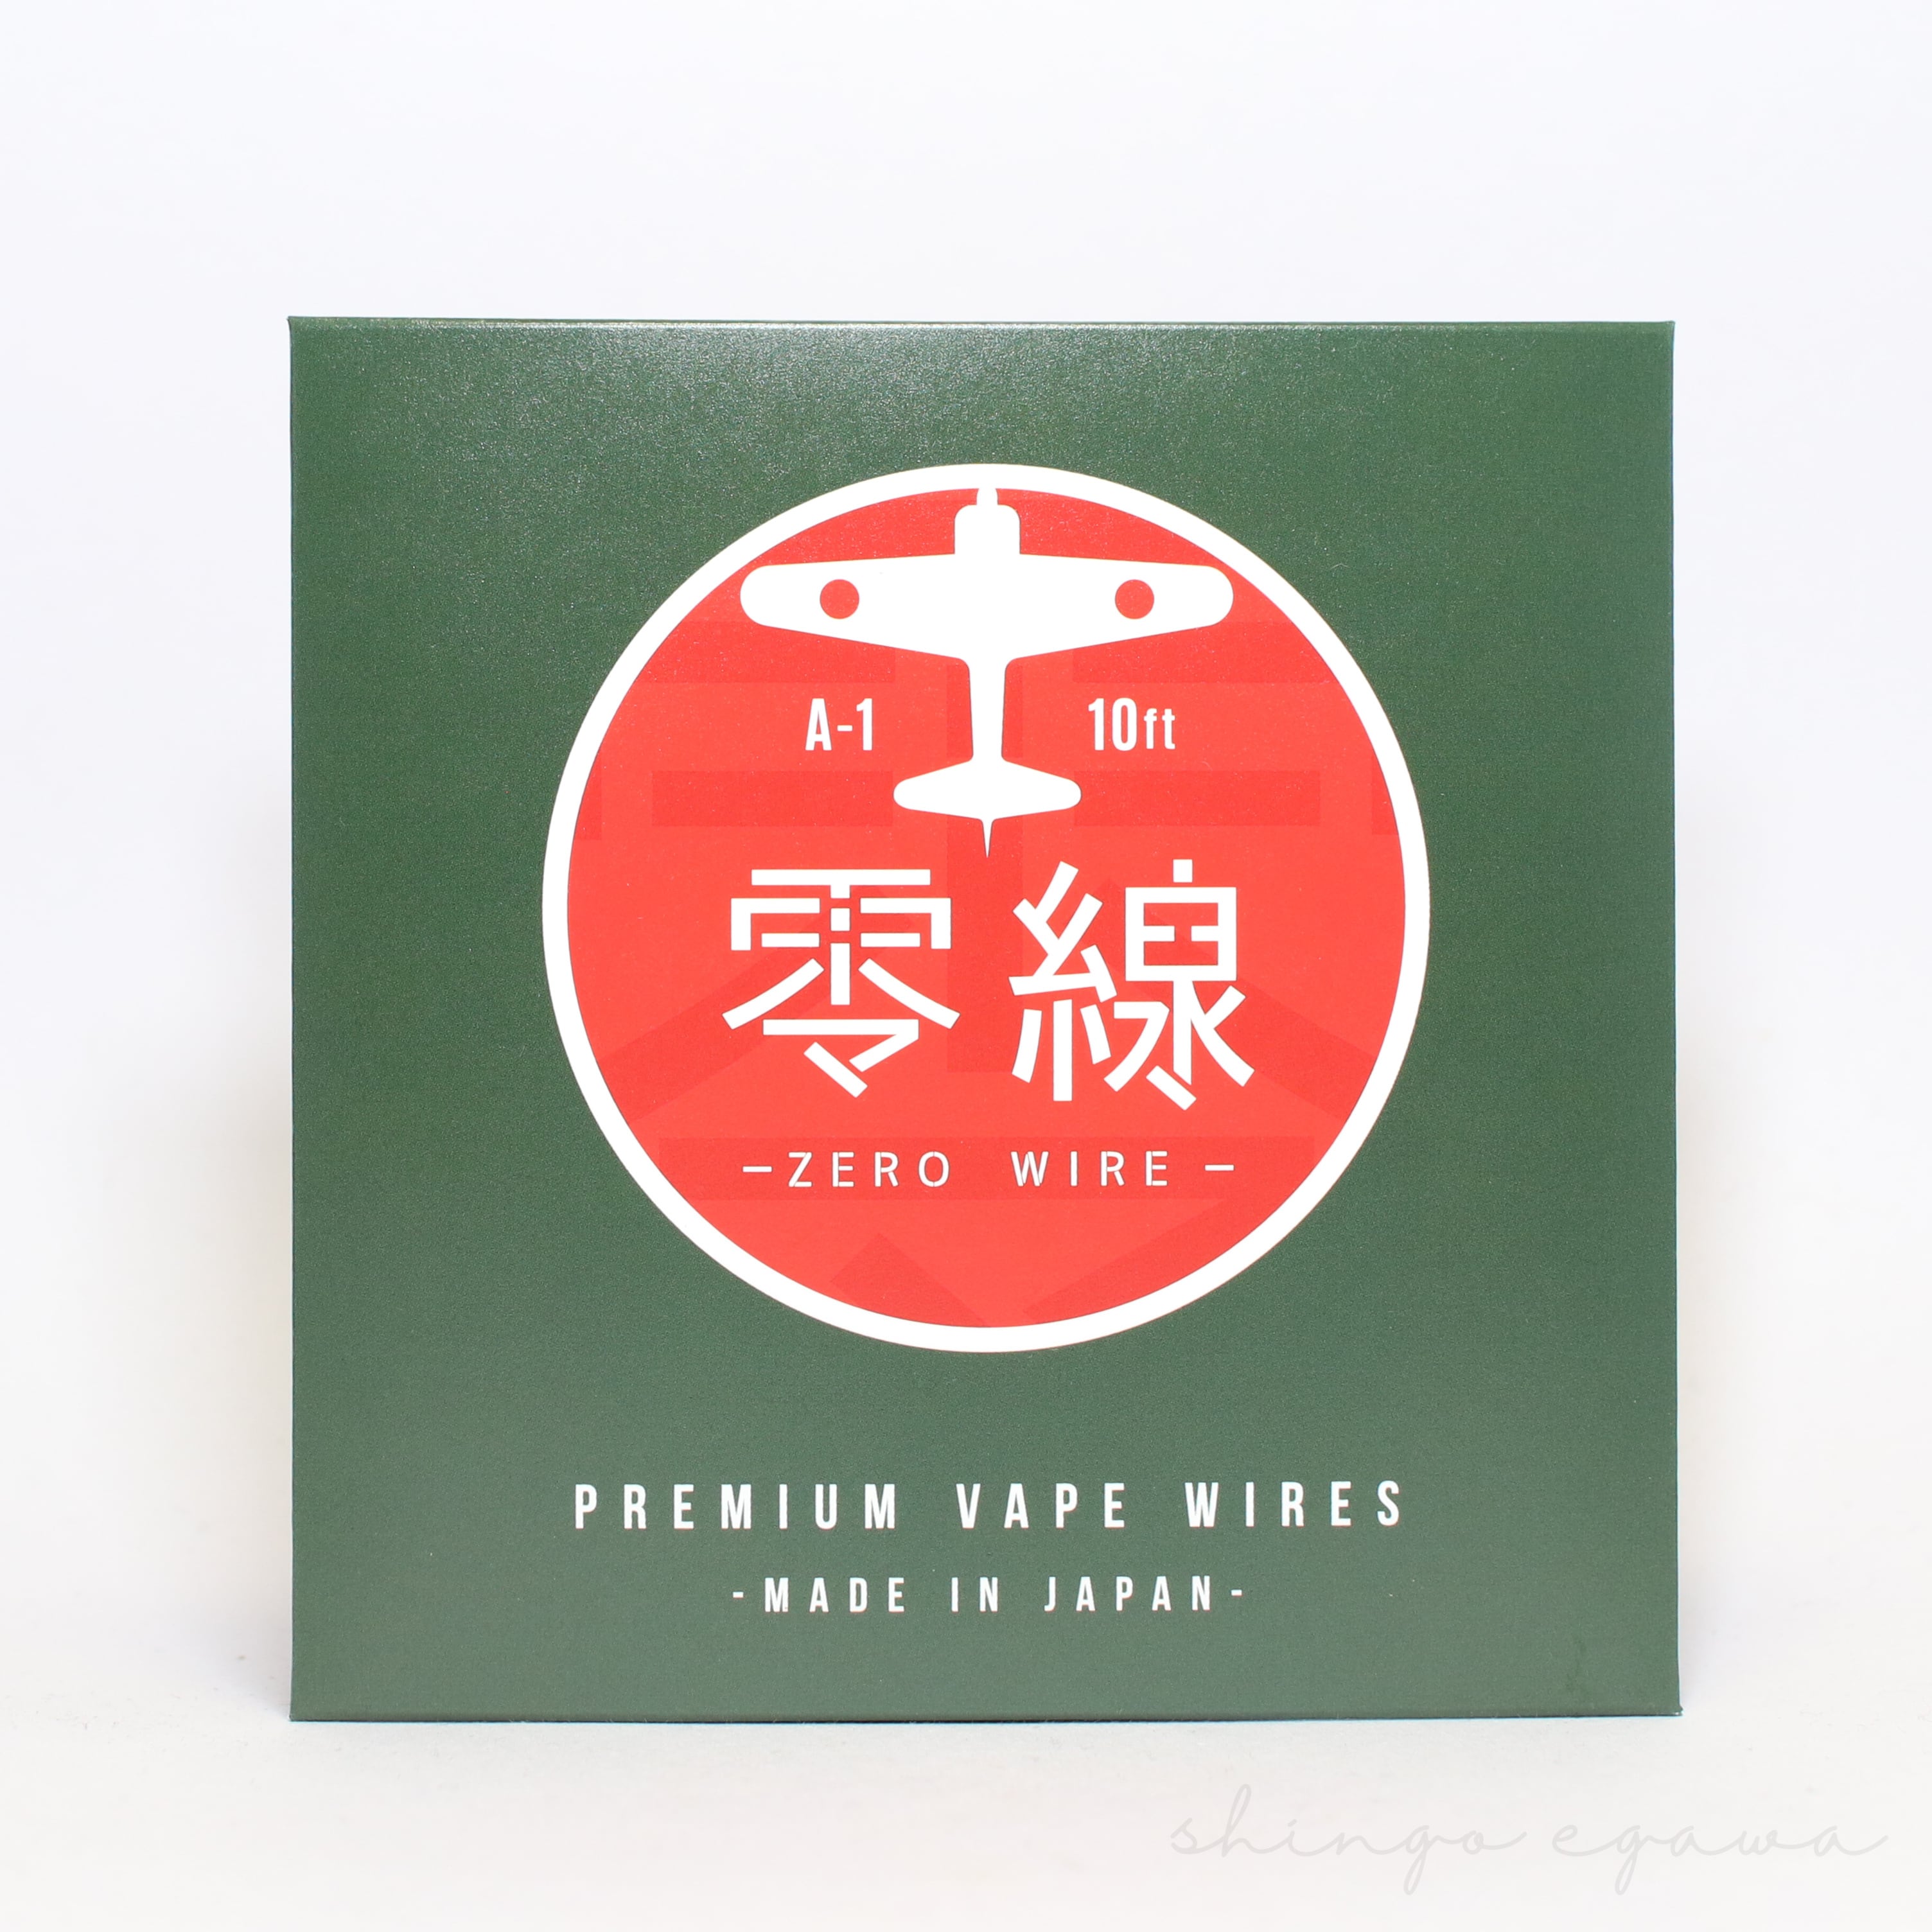 A-1 10ft
零線
-ZERO WIRE-
PREMIUM VAPE WIRES
-MADE IN JAPAN-
shingo egawa